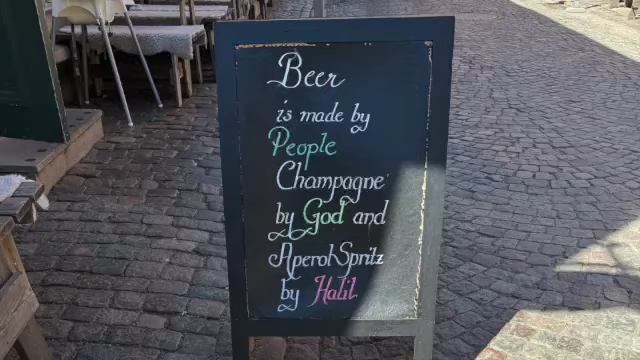 Beer
is made by
People
Champagne
by God and
Aperol Spritz
by Halil